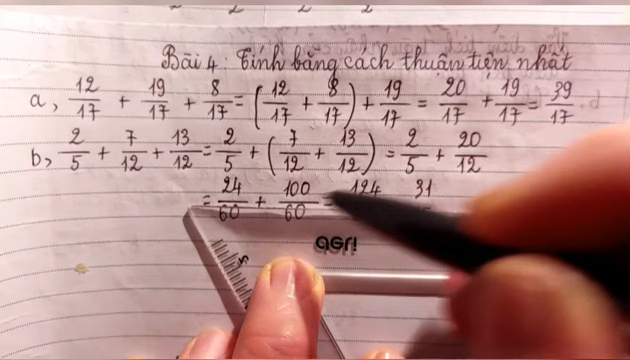 Bài 4: Tính bằng cách thuận tiện nhất
a, 12/17 + 19/17 + 8/17 = (12/17 + 8/17) + 19/17 = 20/17 + 19/17 = 39/17
b, 2/5 + 7/12 + 13/12 = 2/5 + (7/12 + 13/12) = 2/5 + 20/12
= 24/60 + 100/60 = 124 31
AGr!